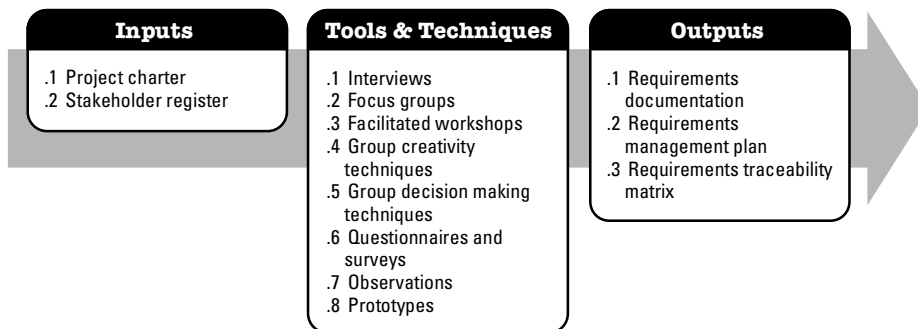 Inputs
.1 Project charter
.2 Stakeholder register
Tools & Techniques
.1 Interviews
.2 Focus groups
.3 Facilitated workshops
.4 Group creativity
techniques
.5 Group decision making
techniques
.6 Questionnaires and
surveys
.7 Observations
.8 Prototypes
Outputs
.1 Requirements
documentation
.2 Requirements
management plan
.3 Requirements traceability
matrix